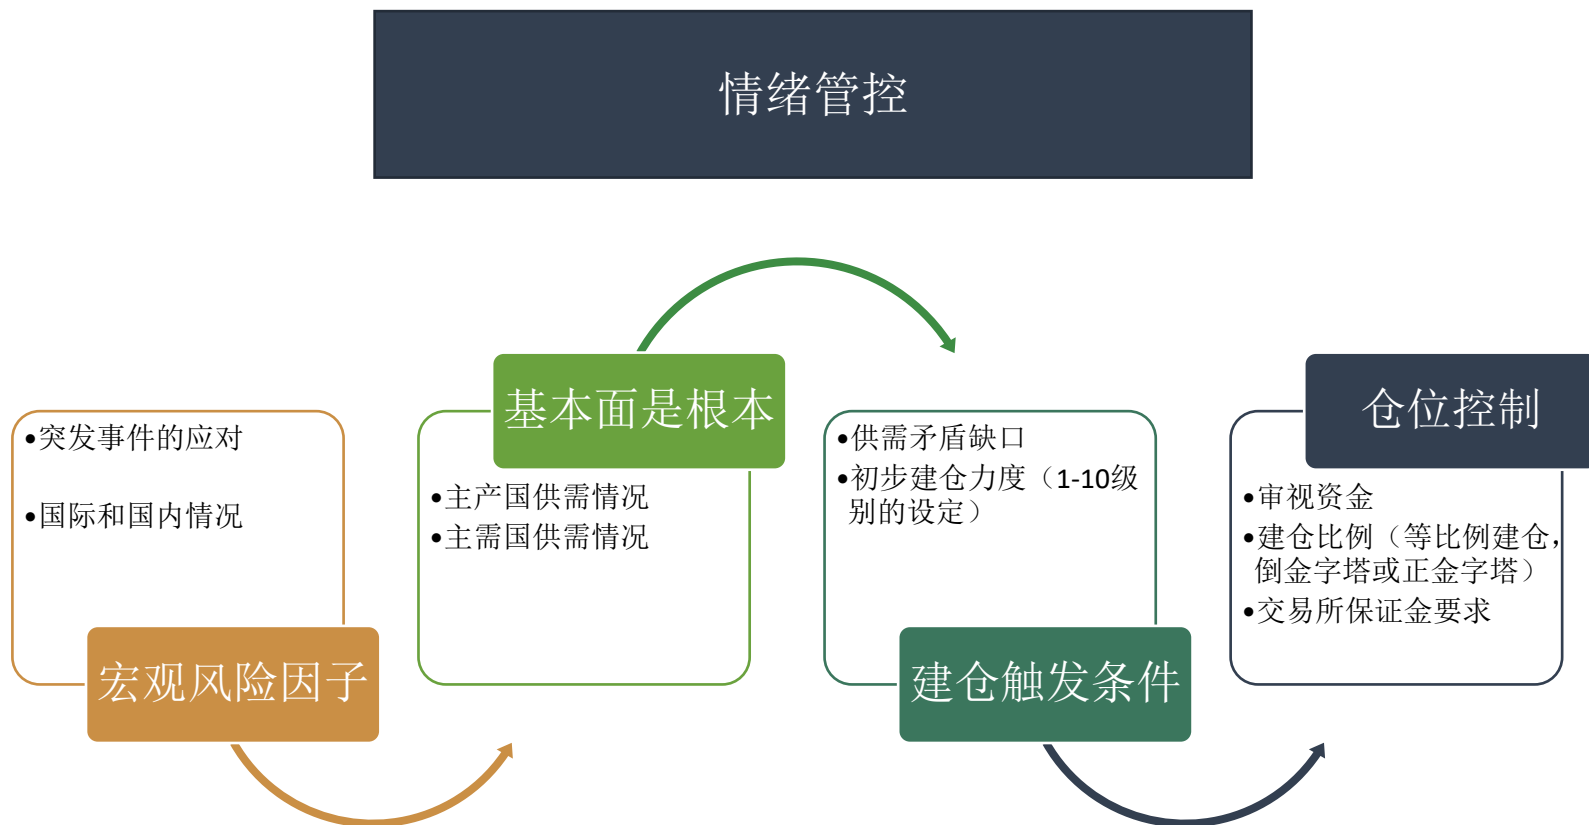 情绪管控
•突发事件的应对
•国际和国内情况
宏观风险因子
基本面是根本
•主产国供需情况
•主需国供需情况
•供需矛盾缺口
•初步建仓力度（1-10级
别的设定）
建仓触发条件
仓位控制
•审视资金
•建仓比例（等比例建仓，
倒金字塔或正金字塔）
•交易所保证金要求